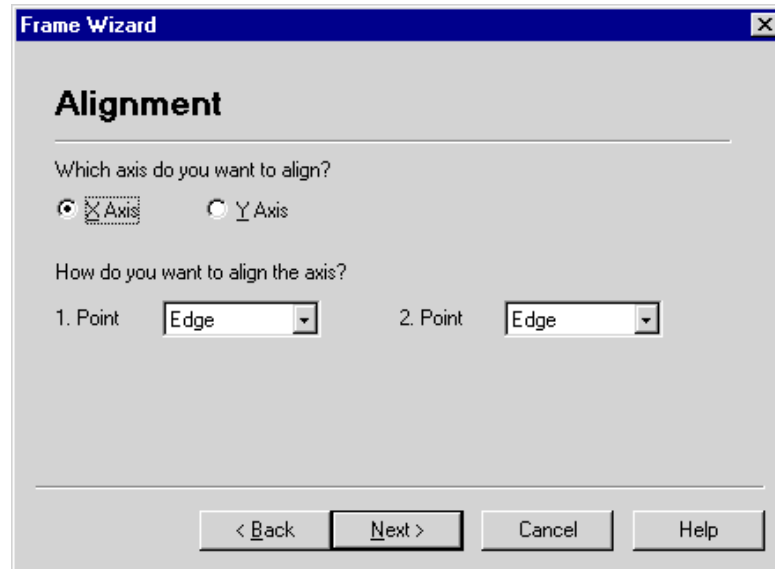 Frame Wizard
Alignment
Which axis do you want to align?
X Axis Y Axis
How do you want to align the axis?
1. Point Edge 2. Point Edge
< Back Next > Cancel Help